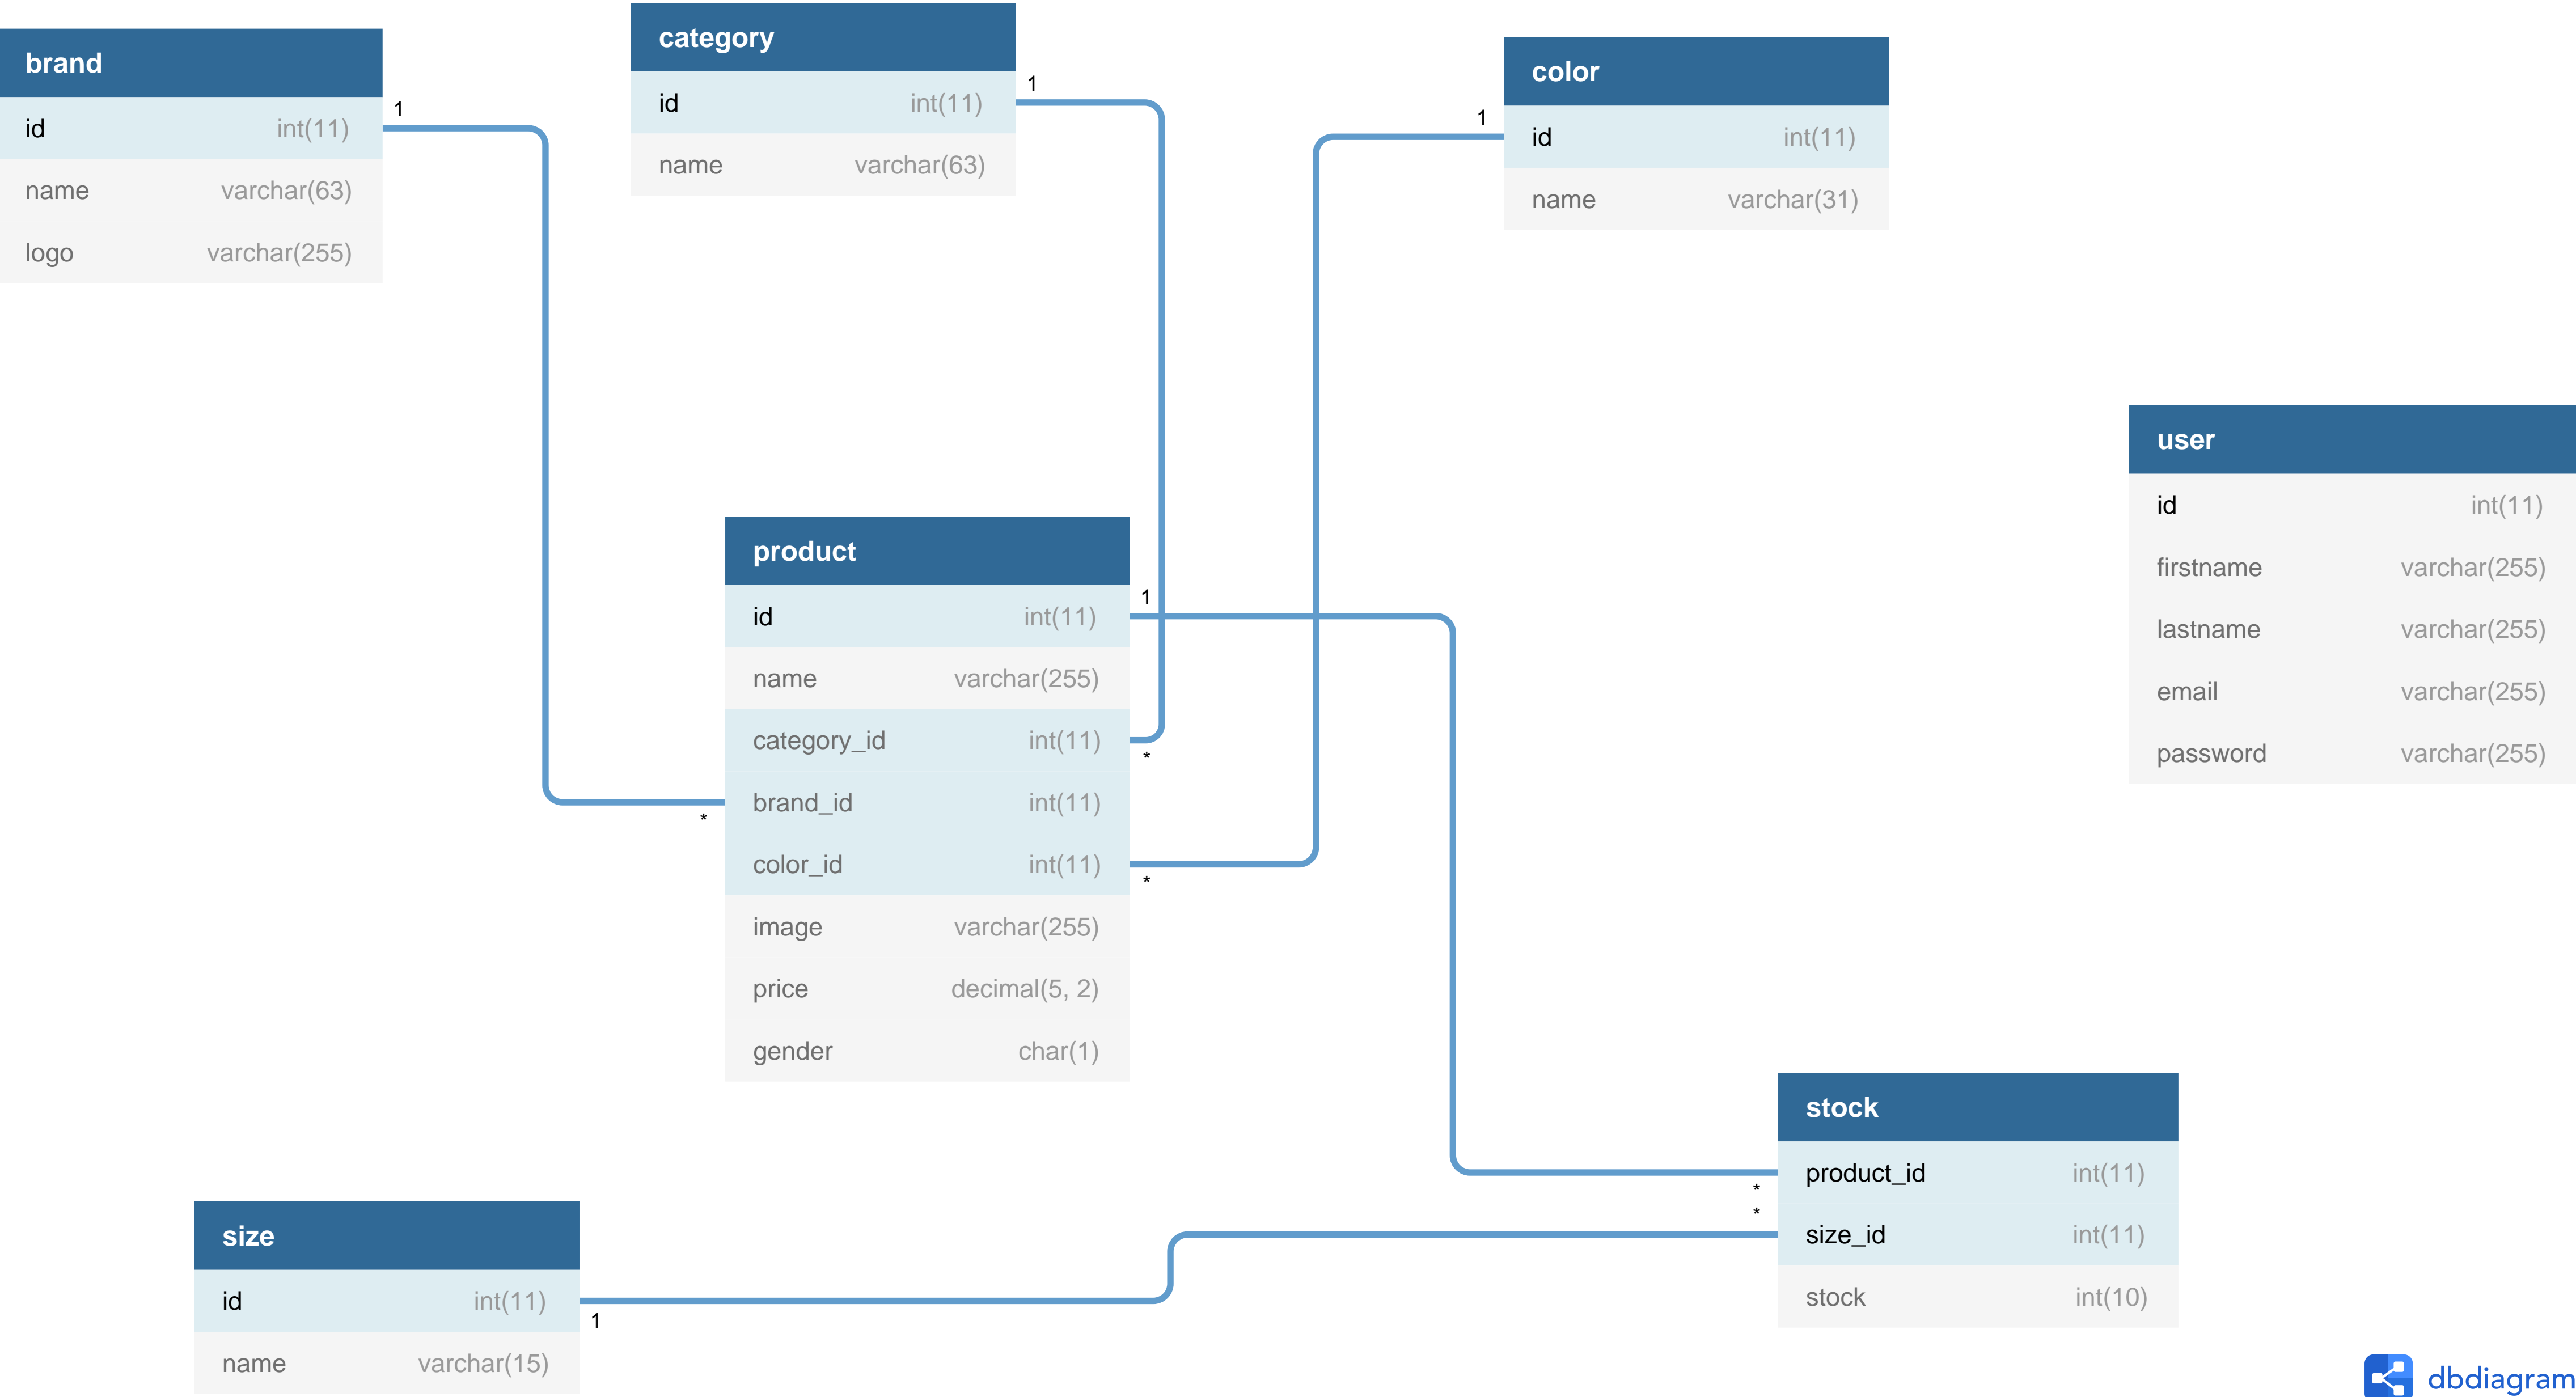 brand
id int(11)
name varchar(63)
logo varchar(255)
1
category
id int(11)
name varchar(63)
1
color
id int(11)
name varchar(31)
1
user
id int(11)
firstname varchar(255)
lastname varchar(255)
email varchar(255)
password varchar(255)
product
id int(11)
name varchar(255)
category_id int(11)
brand_id int(11)
color_id int(11)
image varchar(255)
price decimal(5, 2)
gender char(1)
1
*
*
*
stock
product_id int(11)
size_id int(11)
stock int(10)
*
*
size
id int(11)
name varchar(15)
1
dbdiagram